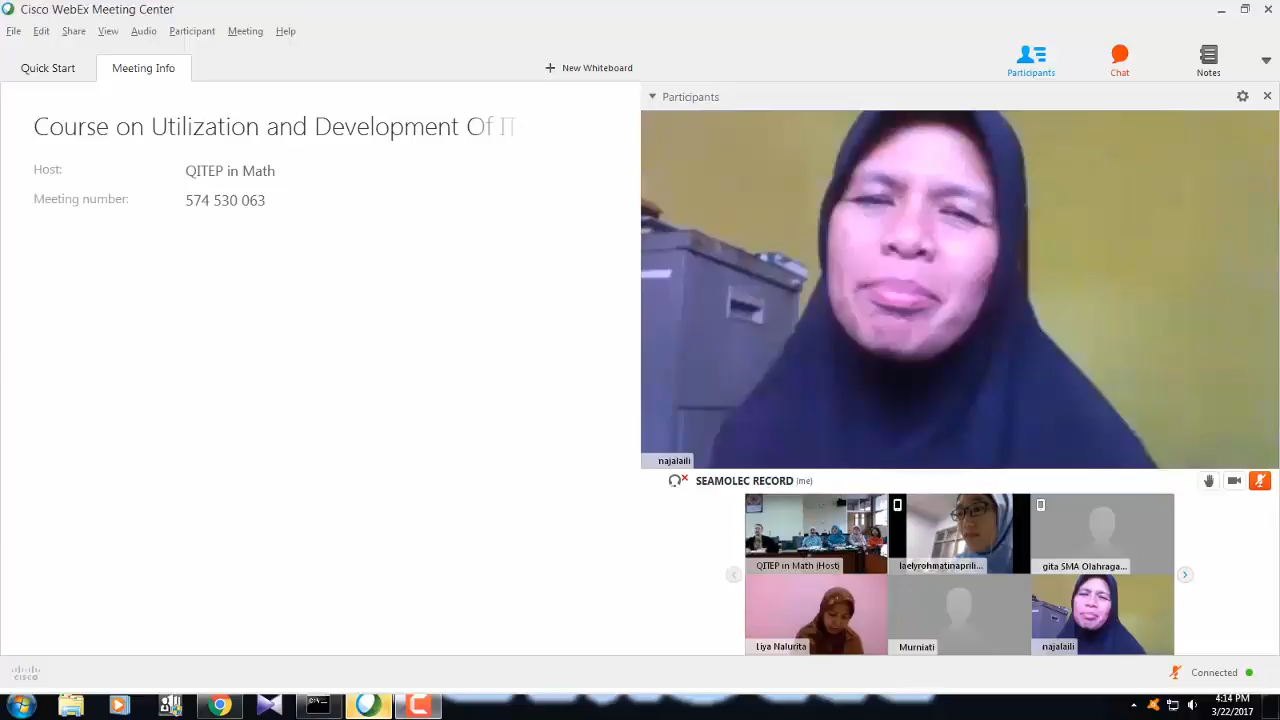 Cisco WebEx Meeting Center
File Edit Share View Audio Participant Meeting Help
Quick Start Meeting Info New Whiteboard
Participants Chat Notes
Participants
Course on Utilization and Development Of IT
Host: QITEP in Math
Meeting number: 574 530 063
najalaili
SEAMOLEC RECORD (me)
QITEP in Math (Host) laelyrohmatinaprili... gita SMA Olahraga...
Liya Nalurita Murniati najalaili
cisco
Connected
4:14 PM
3/22/2017